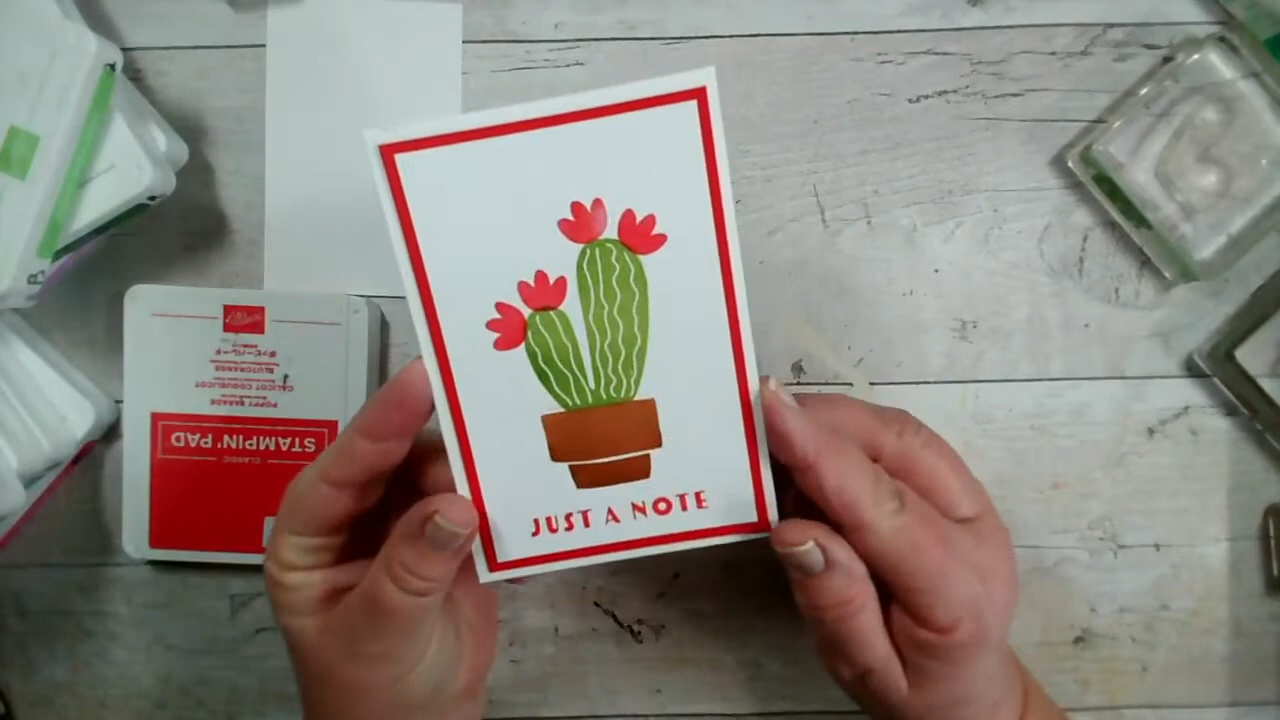 JUST A NOTE
STAMPIN' PAD
CLASSIC
POPPY PARADE
CALICOT COQUELICOT
BLUTORANGE
B